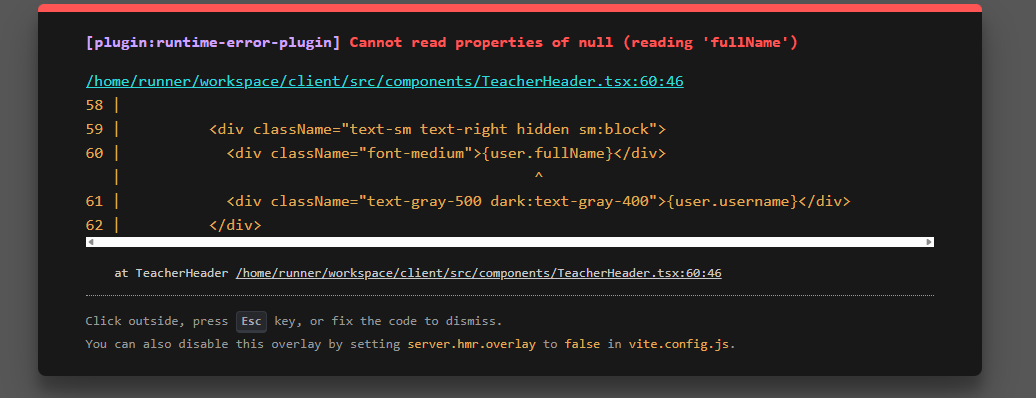 [plugin:runtime-error-plugin] Cannot read properties of null (reading 'fullName')
/home/runner/workspace/client/src/components/TeacherHeader.tsx:60:46
58 |
59 |          <div className="text-sm text-right hidden sm:block">
60 |            <div className="font-medium">{user.fullName}</div>
   |                                               ^
61 |            <div className="text-gray-500 dark:text-gray-400">{user.username}</div>
62 |          </div>
at TeacherHeader /home/runner/workspace/client/src/components/TeacherHeader.tsx:60:46
Click outside, press Esc key, or fix the code to dismiss.
You can also disable this overlay by setting server.hmr.overlay to false in vite.config.js.